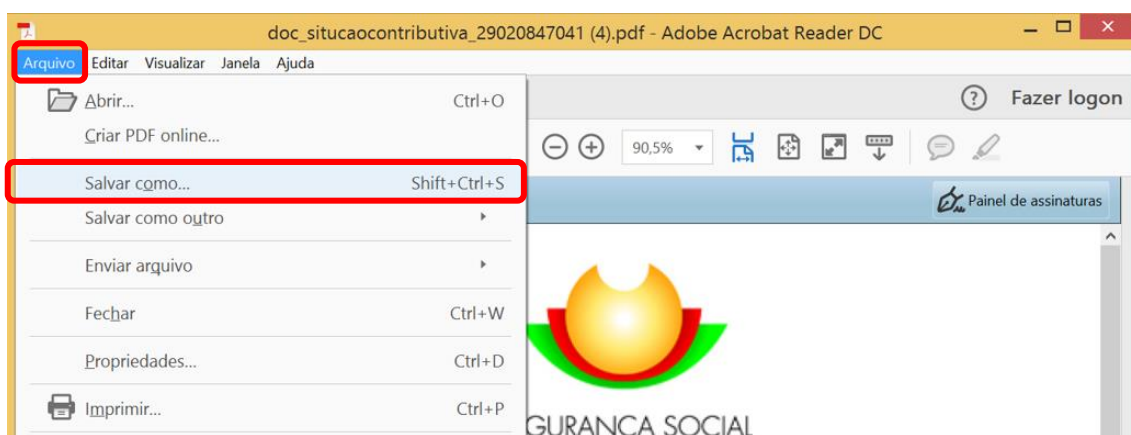 doc_situcaocontributiva_29020847041 (4).pdf - Adobe Acrobat Reader DC
Arquivo Editar Visualizar Janela Ajuda
Abrir... Ctrl+O
Fazer logon
Criar PDF online...
90,5%
Salvar como... Shift+Ctrl+S
Painel de assinaturas
Salvar como outro
Enviar arquivo
Fechar Ctrl+W
Propriedades... Ctrl+D
Imprimir... Ctrl+P
GURANÇA SOCIAL